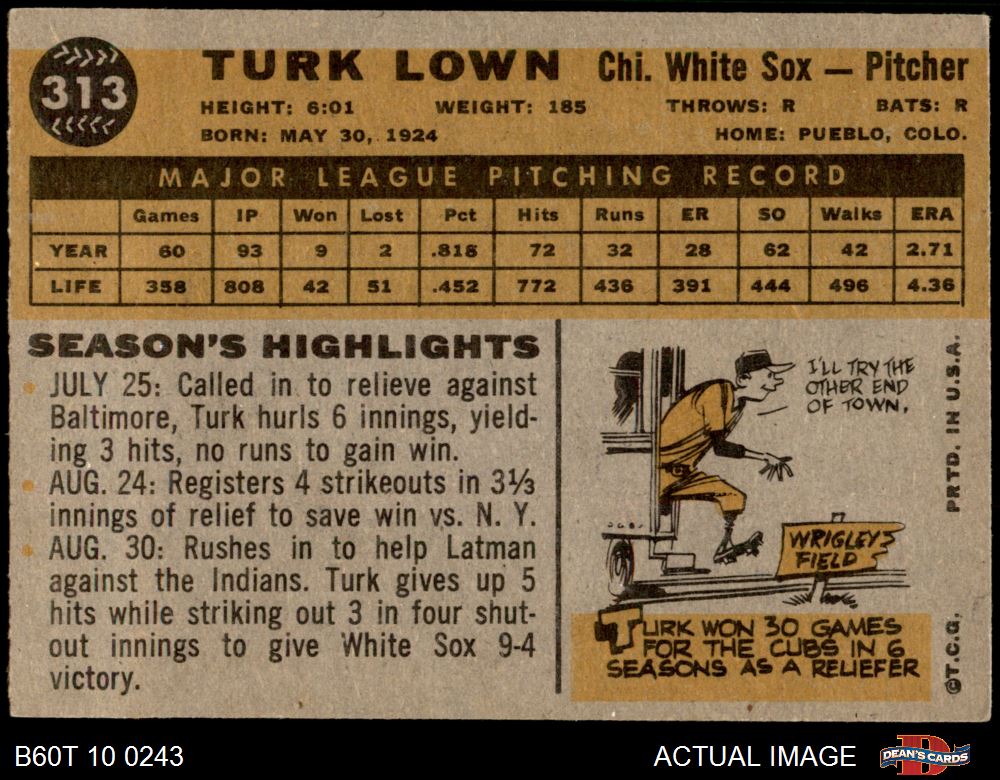 313
TURK LOWN Chi. White Sox — Pitcher
HEIGHT: 6:01 WEIGHT: 185 THROWS: R BATS: R
BORN: MAY 30, 1924 HOME: PUEBLO, COLO.
MAJOR LEAGUE PITCHING RECORD
Games IP Won Lost Pct Hits Runs ER SO Walks ERA
YEAR 60 93 9 2 .818 72 32 28 62 42 2.71
LIFE 358 808 42 51 .452 772 436 391 444 496 4.36
SEASON'S HIGHLIGHTS
JULY 25: Called in to relieve against
Baltimore, Turk hurls 6 innings, yield-
ing 3 hits, no runs to gain win.
AUG. 24: Registers 4 strikeouts in 3⅓
innings of relief to save win vs. N. Y.
AUG. 30: Rushes in to help Latman
against the Indians. Turk gives up 5
hits while striking out 3 in four shut-
out innings to give White Sox 9-4
victory.
I'LL TRY THE
OTHER END
OF TOWN.
WRIGLEY'S
FIELD
TURK WON 30 GAMES
FOR THE CUBS IN 6
SEASONS AS A RELIEFER
©T.C.G. PRTD. IN U.S.A.
B60T 10 0243 ACTUAL IMAGE DEAN'S CARDS